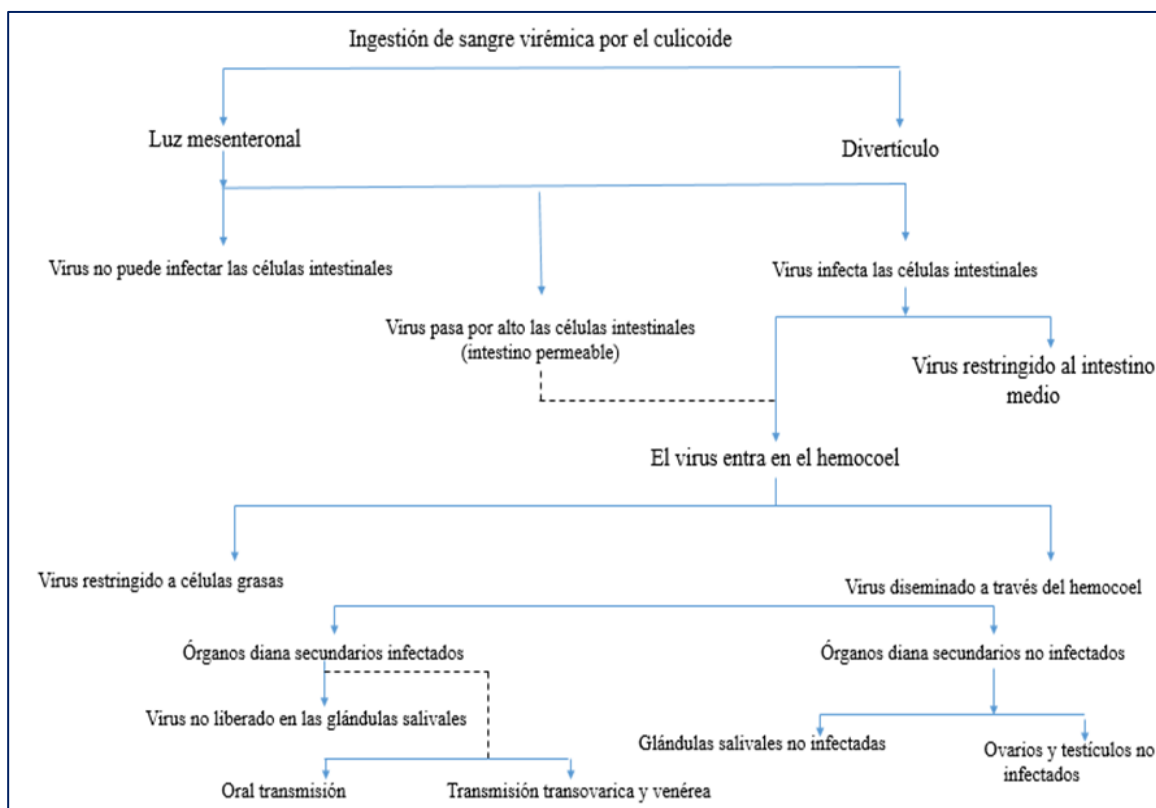 Ingestión de sangre virémica por el culicoide
Luz mesenteronal
Divertículo
Virus no puede infectar las células intestinales
Virus infecta las células intestinales
Virus pasa por alto las células intestinales
(intestino permeable)
Virus restringido al intestino
medio
El virus entra en el hemocoel
Virus restringido a células grasas
Virus diseminado a través del hemocoel
Órganos diana secundarios infectados
Órganos diana secundarios no infectados
Virus no liberado en las glándulas salivales
Glándulas salivales no infectadas
Ovarios y testículos no
infectados
Oral transmisión
Transmisión transovarica y venérea